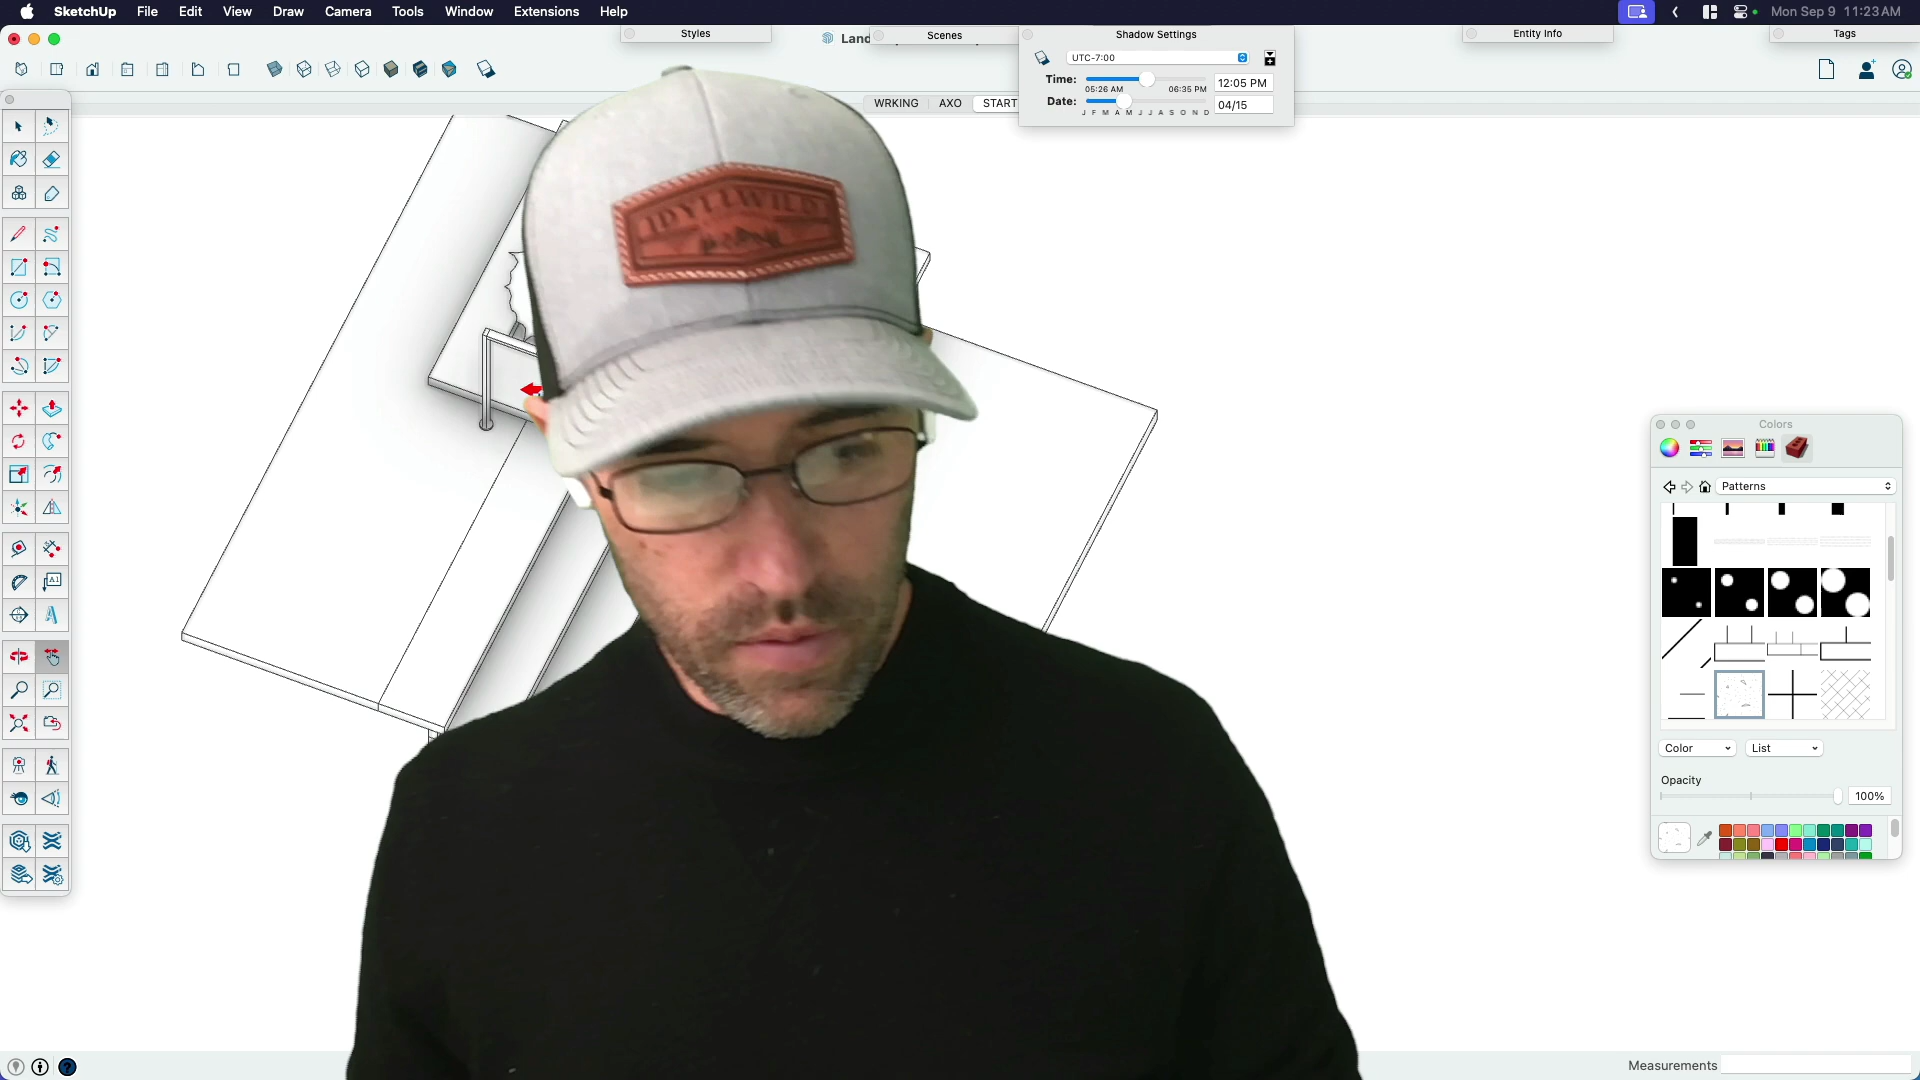 SketchUp File Edit View Draw Camera Tools Window Extensions Help
Mon Sep 9 11:23 AM
Styles
Land
Scenes
Shadow Settings
Entity Info
Tags
UTC-7:00
Time:
05:26 AM 06:35 PM
12:05 PM
Date:
J F M A M J J A S O N D
04/15
WRKING AXO START
IDYLLWILD
Colors
Patterns
Color
List
Opacity
100%
A1
A
?
Measurements